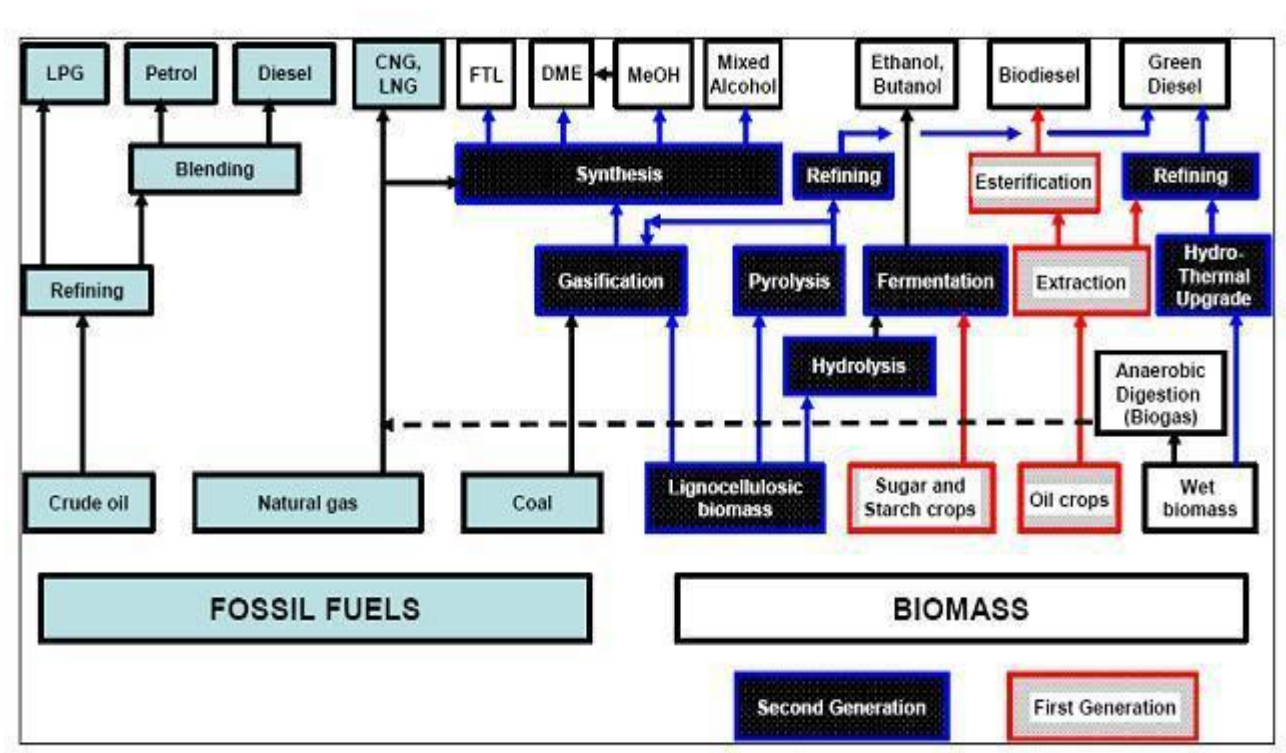 LPG
Petrol
Diesel
CNG,
LNG
FTL
DME
MeOH
Mixed
Alcohol
Ethanol,
Butanol
Biodiesel
Green
Diesel
Blending
Synthesis
Refining
Esterification
Refining
Refining
Gasification
Pyrolysis
Fermentation
Extraction
Hydro-
Thermal
Upgrade
Hydrolysis
Anaerobic
Digestion
(Biogas)
Crude oil
Natural gas
Coal
Lignocellulosic
biomass
Sugar and
Starch crops
Oil crops
Wet
biomass
FOSSIL FUELS
BIOMASS
Second Generation
First Generation